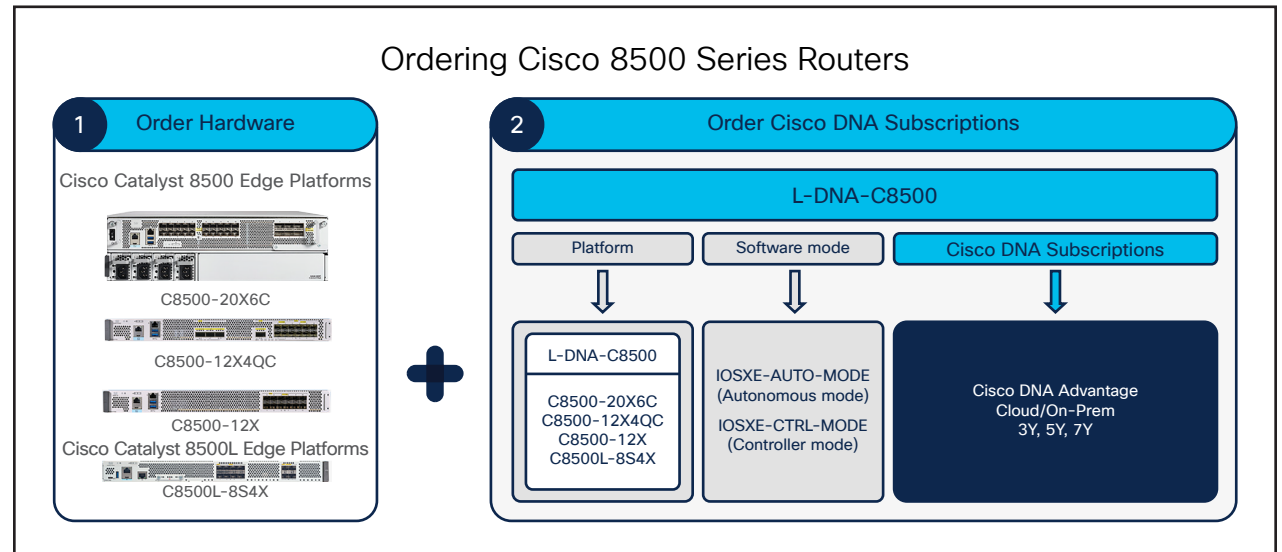 Ordering Cisco 8500 Series Routers
1
Order Hardware
Cisco Catalyst 8500 Edge Platforms
C8500-20X6C
C8500-12X4QC
C8500-12X
Cisco Catalyst 8500L Edge Platforms
C8500L-8S4X
2
Order Cisco DNA Subscriptions
L-DNA-C8500
Platform
Software mode
Cisco DNA Subscriptions
L-DNA-C8500
C8500-20X6C
C8500-12X4QC
C8500-12X
C8500L-8S4X
IOSXE-AUTO-MODE
(Autonomous mode)
IOSXE-CTRL-MODE
(Controller mode)
Cisco DNA Advantage
Cloud/On-Prem
3Y, 5Y, 7Y